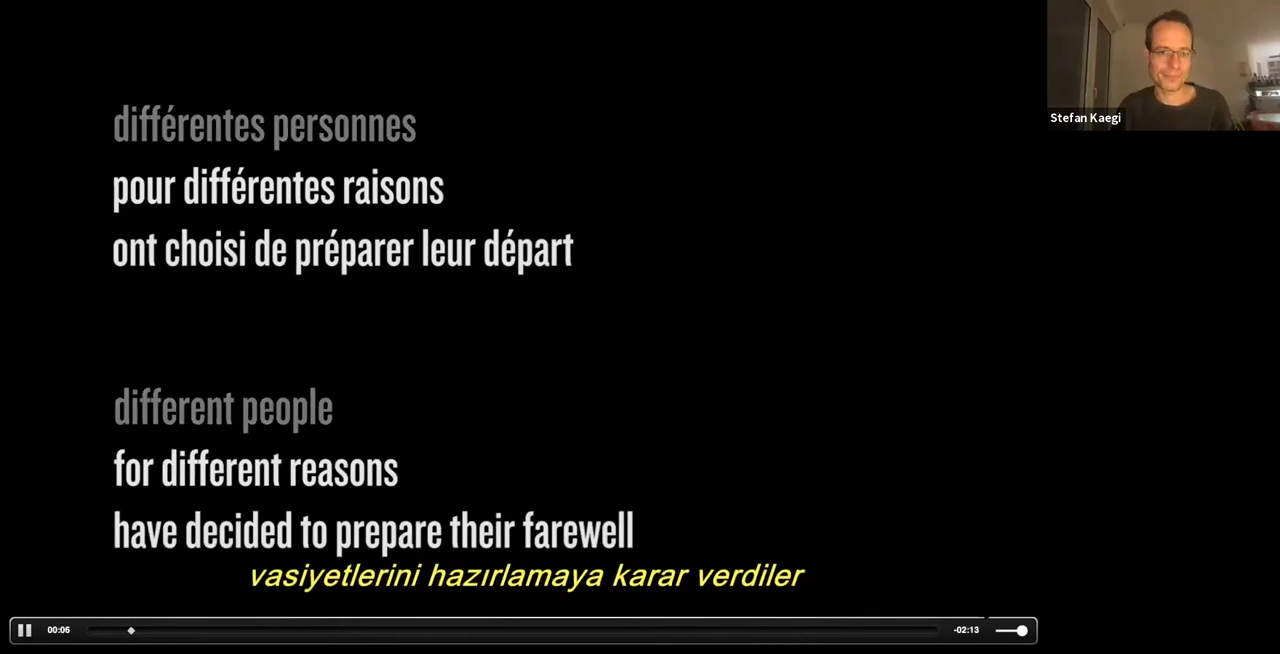 différentes personnes
pour différentes raisons
ont choisi de préparer leur départ
Stefan Kaegi
different people
for different reasons
have decided to prepare their farewell
vasiyetlerini hazırlamaya karar verdiler
00:06
-02:13